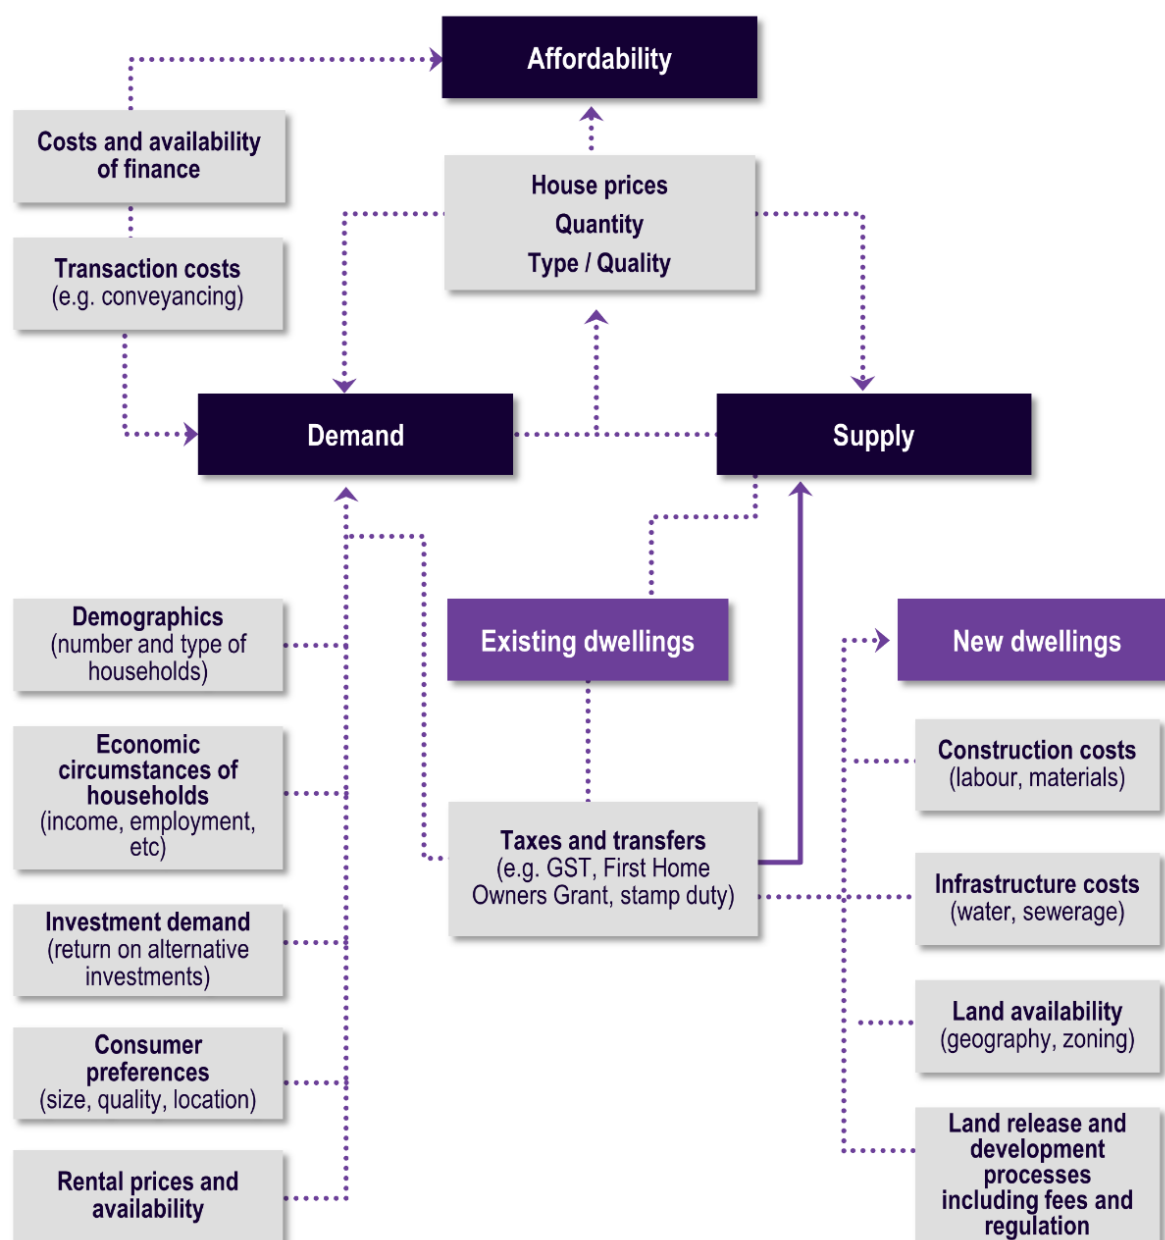 Affordability
Costs and availability
of finance
House prices
Quantity
Type / Quality
Transaction costs
(e.g. conveyancing)
Demand
Supply
Demographics
(number and type of
households)
Existing dwellings
New dwellings
Economic
circumstances of
households
(income, employment,
etc)
Construction costs
(labour, materials)
Taxes and transfers
(e.g. GST, First Home
Owners Grant, stamp duty)
Infrastructure costs
(water, sewerage)
Investment demand
(return on alternative
investments)
Land availability
(geography, zoning)
Consumer
preferences
(size, quality, location)
Land release and
development
processes
including fees and
regulation
Rental prices and
availability